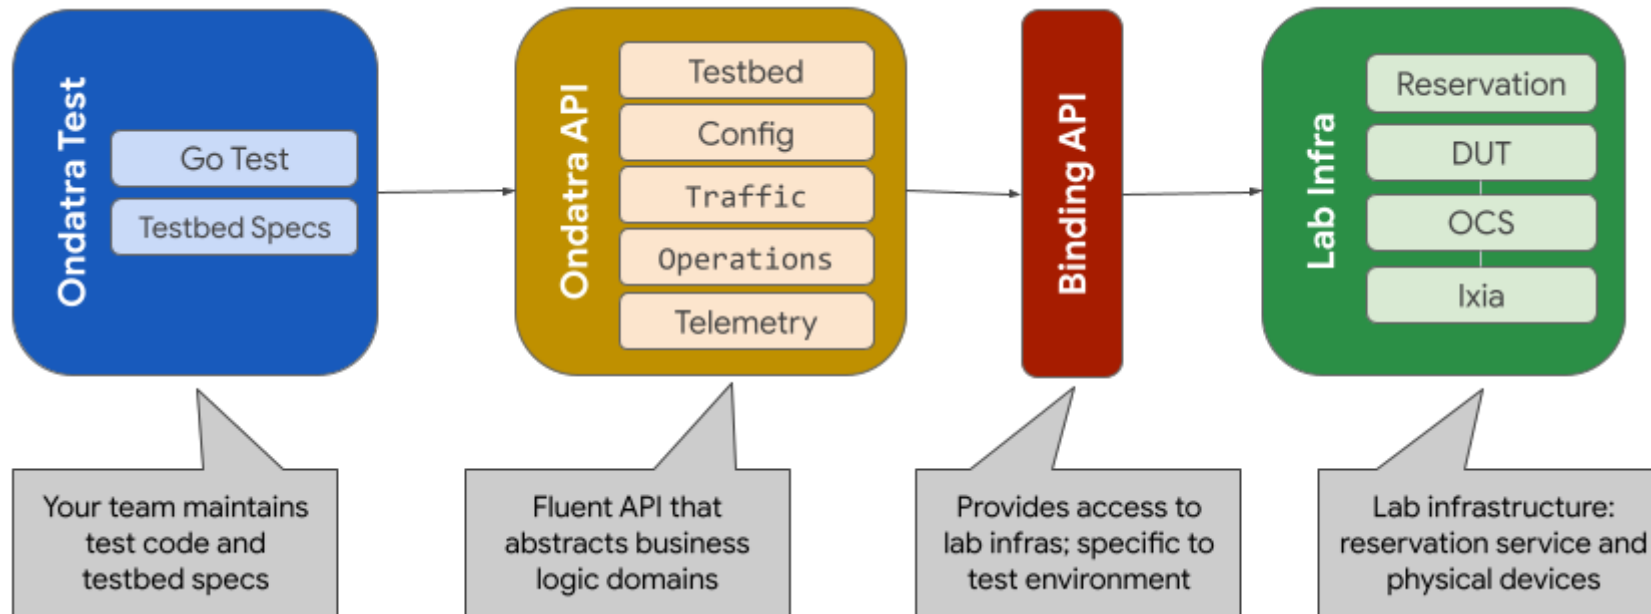 Ondatra Test
Go Test
Testbed Specs
Ondatra API
Testbed
Config
Traffic
Operations
Telemetry
Binding API
Lab Infra
Reservation
DUT
OCS
Ixia
Your team maintains
test code and
testbed specs
Fluent API that
abstracts business
logic domains
Provides access to
lab infras; specific to
test environment
Lab infrastructure:
reservation service and
physical devices